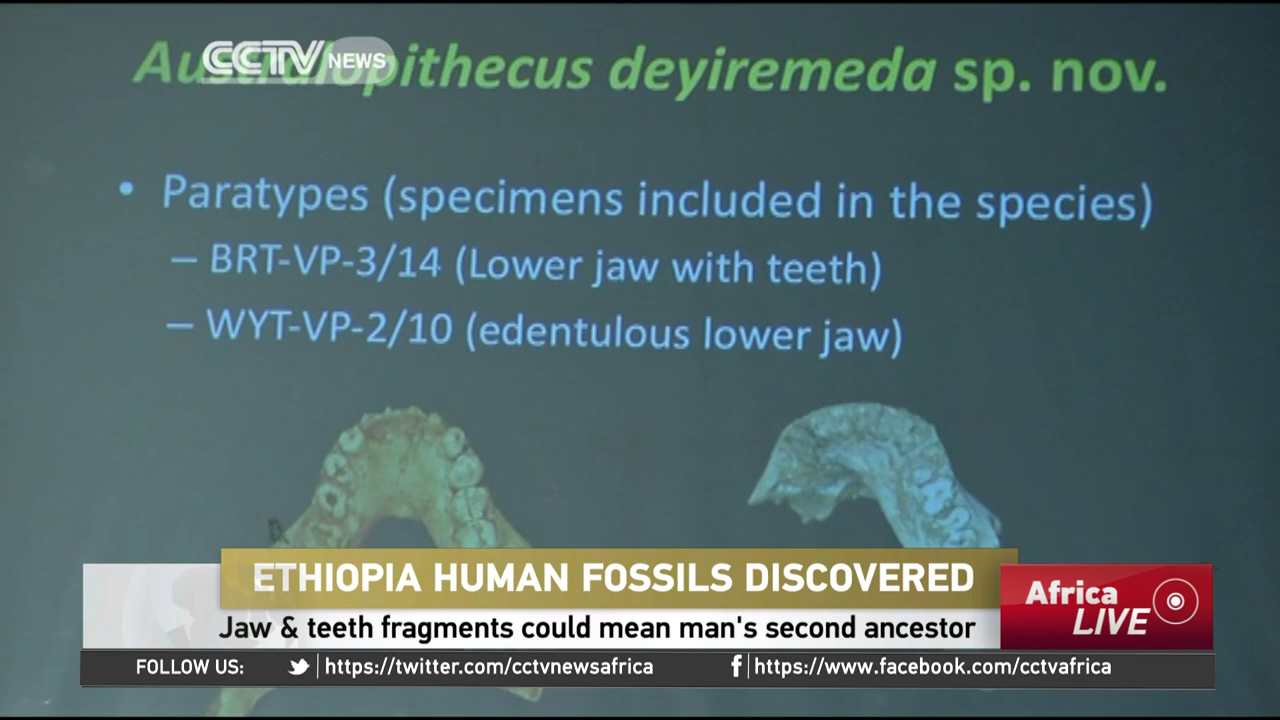 CCTV NEWS
Australopithecus deyiremeda sp. nov.
• Paratypes (specimens included in the species)
– BRT-VP-3/14 (Lower jaw with teeth)
– WYT-VP-2/10 (edentulous lower jaw)
ETHIOPIA HUMAN FOSSILS DISCOVERED
Jaw & teeth fragments could mean man's second ancestor
Africa
LIVE
FOLLOW US: https://twitter.com/cctvnewsafrica https://www.facebook.com/cctvafrica